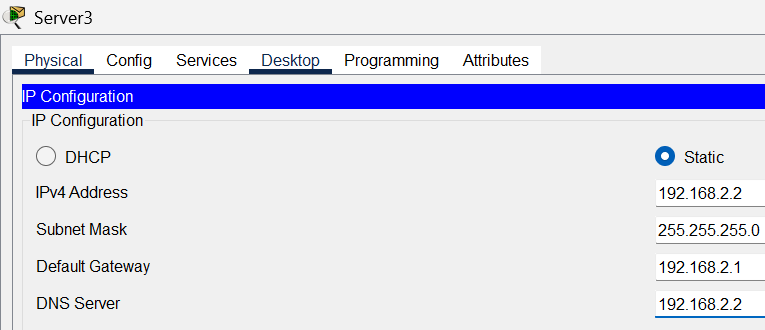 Server3
Physical Config Services Desktop Programming Attributes
IP Configuration
IP Configuration
DHCP Static
IPv4 Address 192.168.2.2
Subnet Mask 255.255.255.0
Default Gateway 192.168.2.1
DNS Server 192.168.2.2